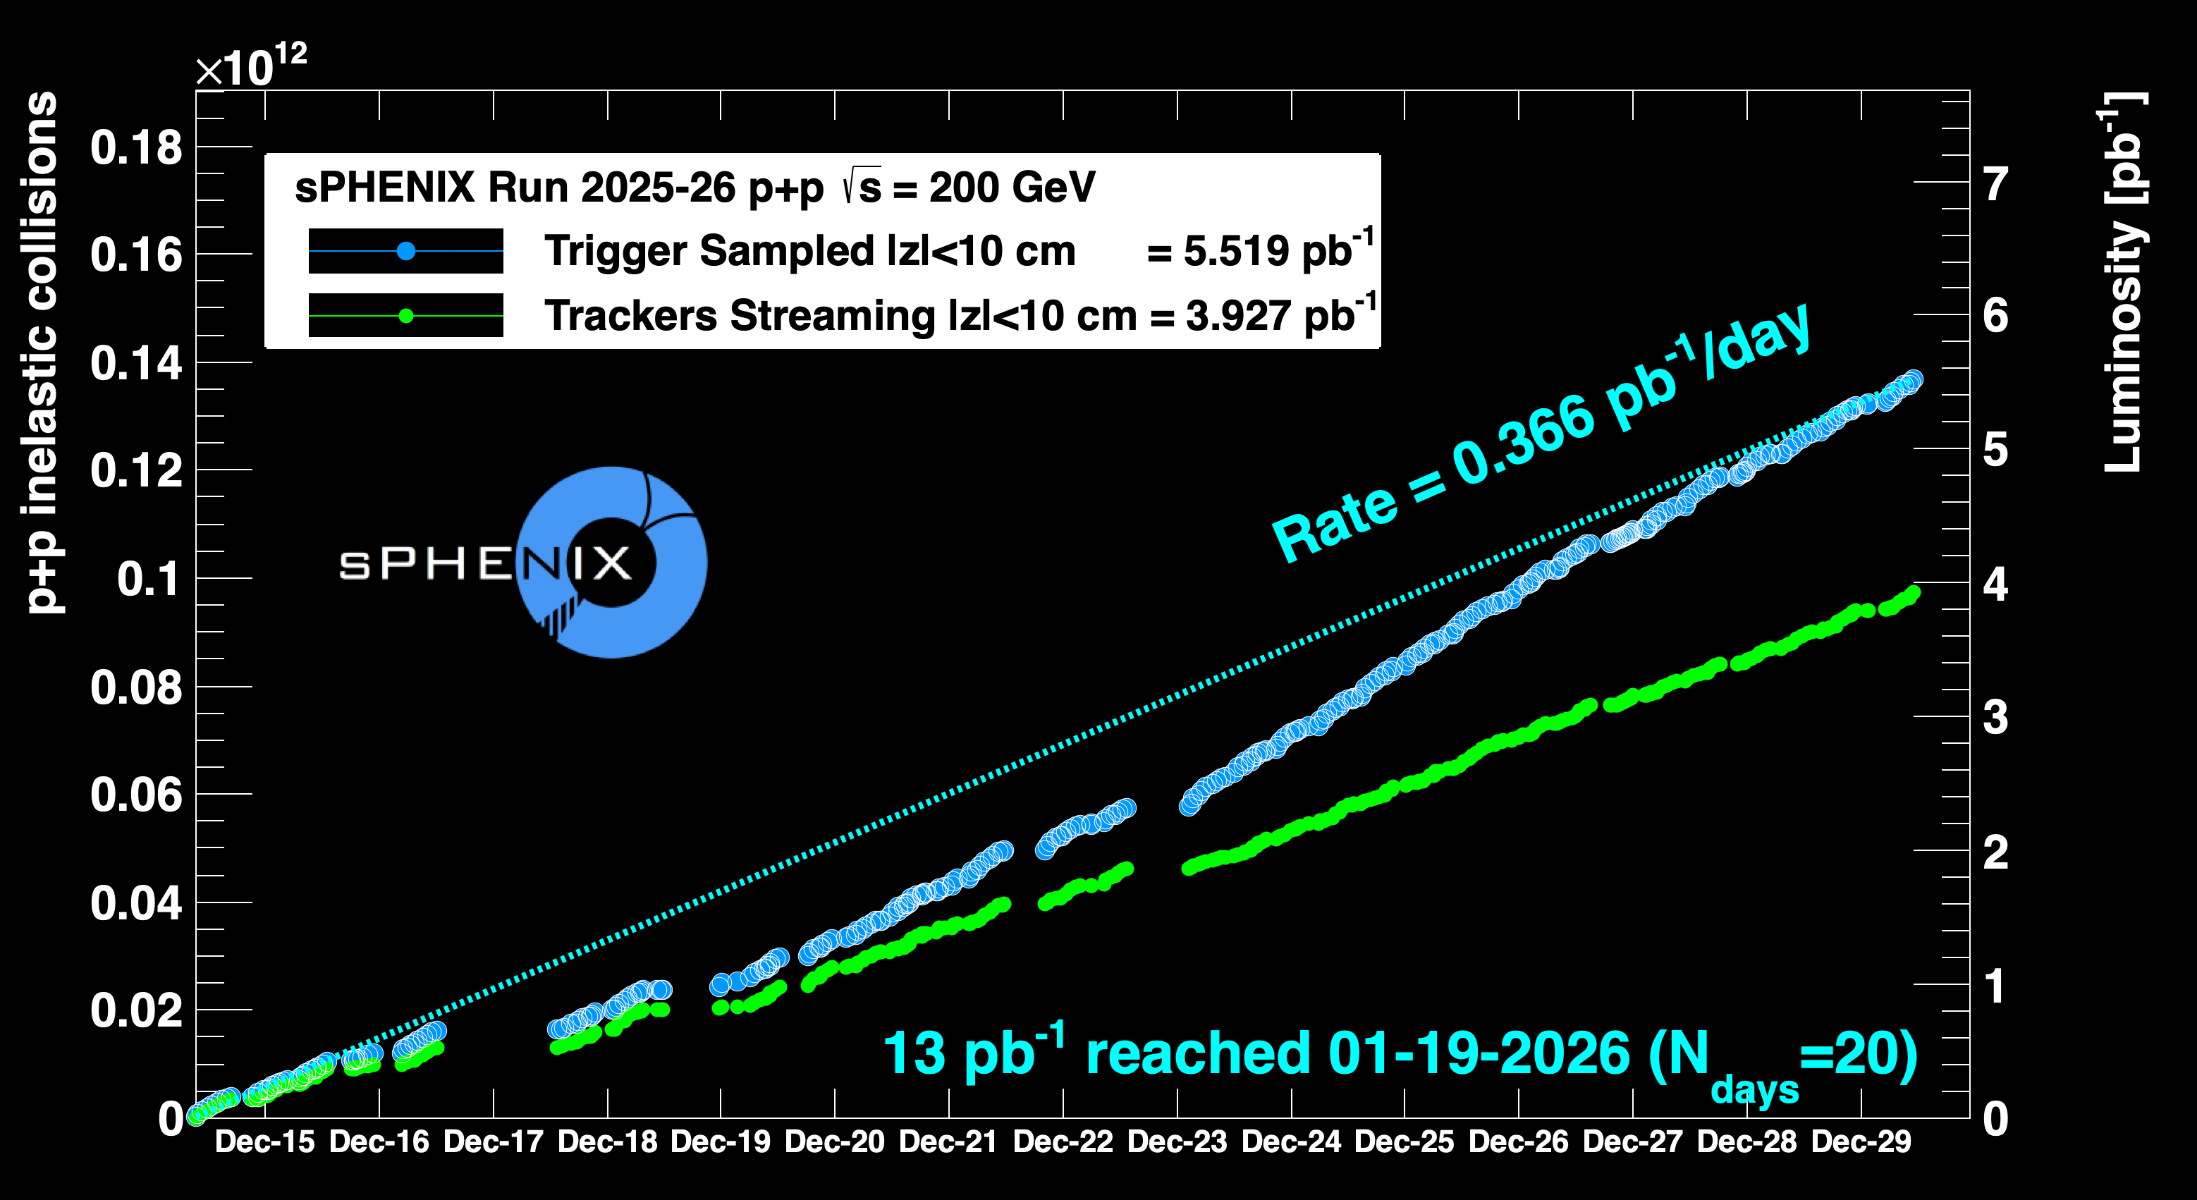 ×10^12
p+p inelastic collisions
0.18
0.16
0.14
0.12
0.1
0.08
0.06
0.04
0.02
0
sPHENIX Run 2025-26 p+p √s = 200 GeV
Trigger Sampled |z|<10 cm = 5.519 pb^-1
Trackers Streaming |z|<10 cm = 3.927 pb^-1
Rate = 0.366 pb^-1/day
sPHENIX
13 pb^-1 reached 01-19-2026 (N_days=20)
Luminosity [pb^-1]
7
6
5
4
3
2
1
0
Dec-15 Dec-16 Dec-17 Dec-18 Dec-19 Dec-20 Dec-21 Dec-22 Dec-23 Dec-24 Dec-25 Dec-26 Dec-27 Dec-28 Dec-29